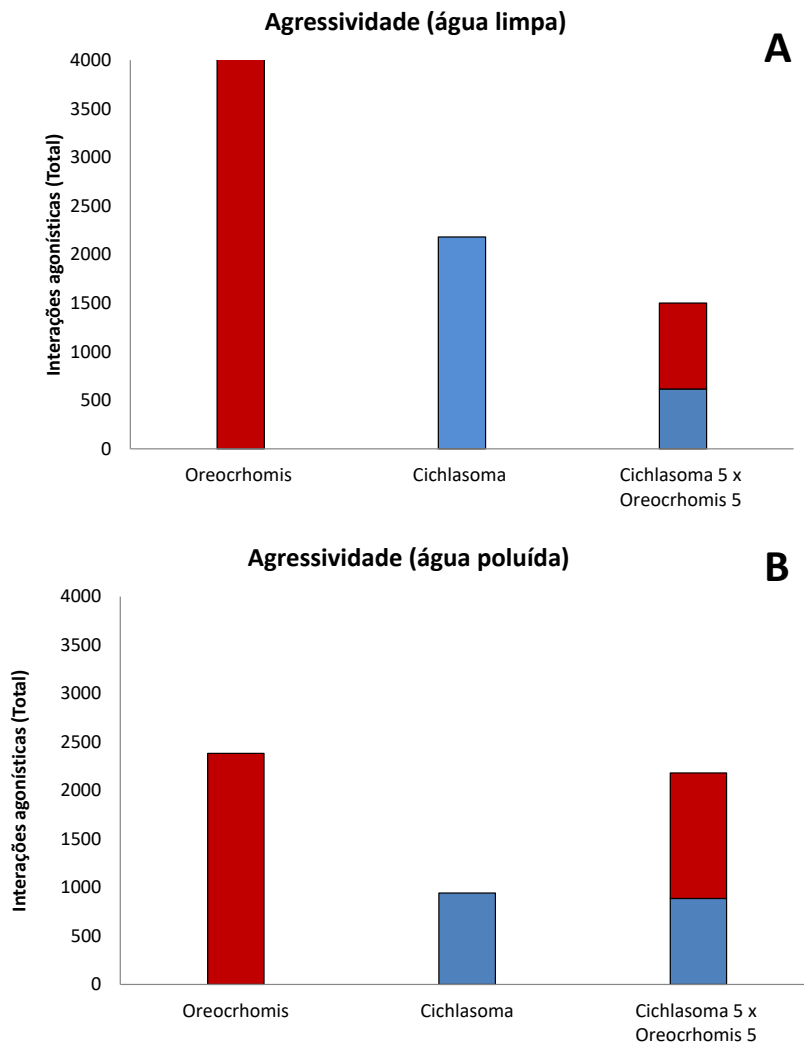 Agressividade (água limpa)
A
Interações agonísticas (Total)
4000
3500
3000
2500
2000
1500
1000
500
0
Oreocrhomis
Cichlasoma
Cichlasoma 5 x
Oreocrhomis 5
Agressividade (água poluída)
B
Interações agonísticas (Total)
4000
3500
3000
2500
2000
1500
1000
500
0
Oreocrhomis
Cichlasoma
Cichlasoma 5 x
Oreocrhomis 5